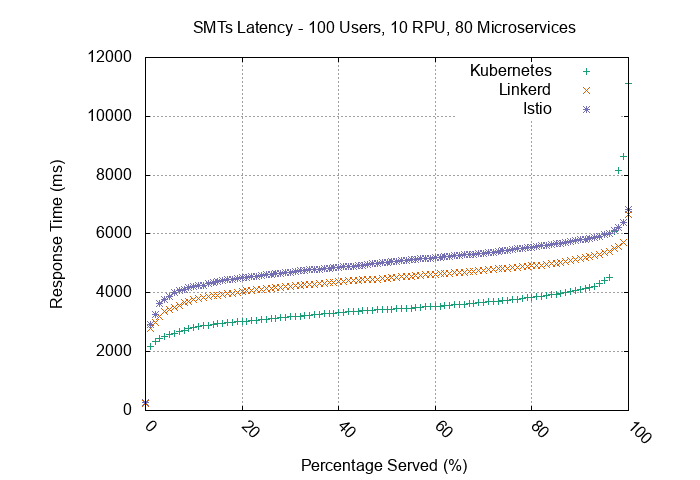 SMTs Latency - 100 Users, 10 RPU, 80 Microservices
12000
10000
8000
6000
4000
2000
0
Response Time (ms)
Kubernetes
Linkerd
Istio
0
20
40
60
80
100
Percentage Served (%)